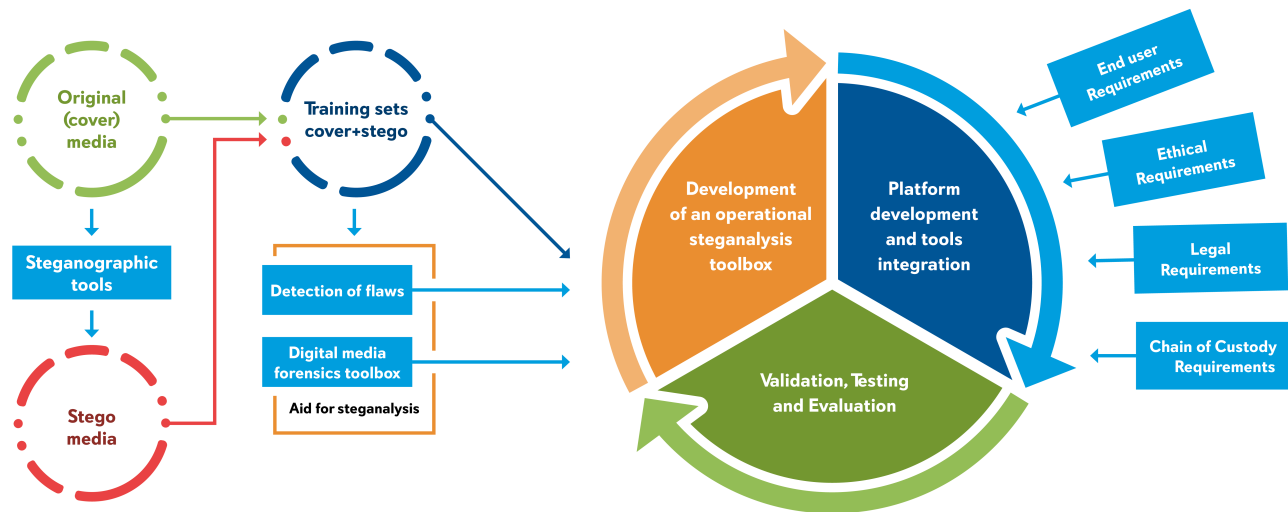 Original
(cover)
media
Steganographic
tools
Stego
media
Training sets
cover+stego
Detection of flaws
Digital media
forensics toolbox
Aid for steganalysis
Development
of an operational
steganalysis
toolbox
Platform
development
and tools
integration
Validation, Testing
and Evaluation
End user
Requirements
Ethical
Requirements
Legal
Requirements
Chain of Custody
Requirements